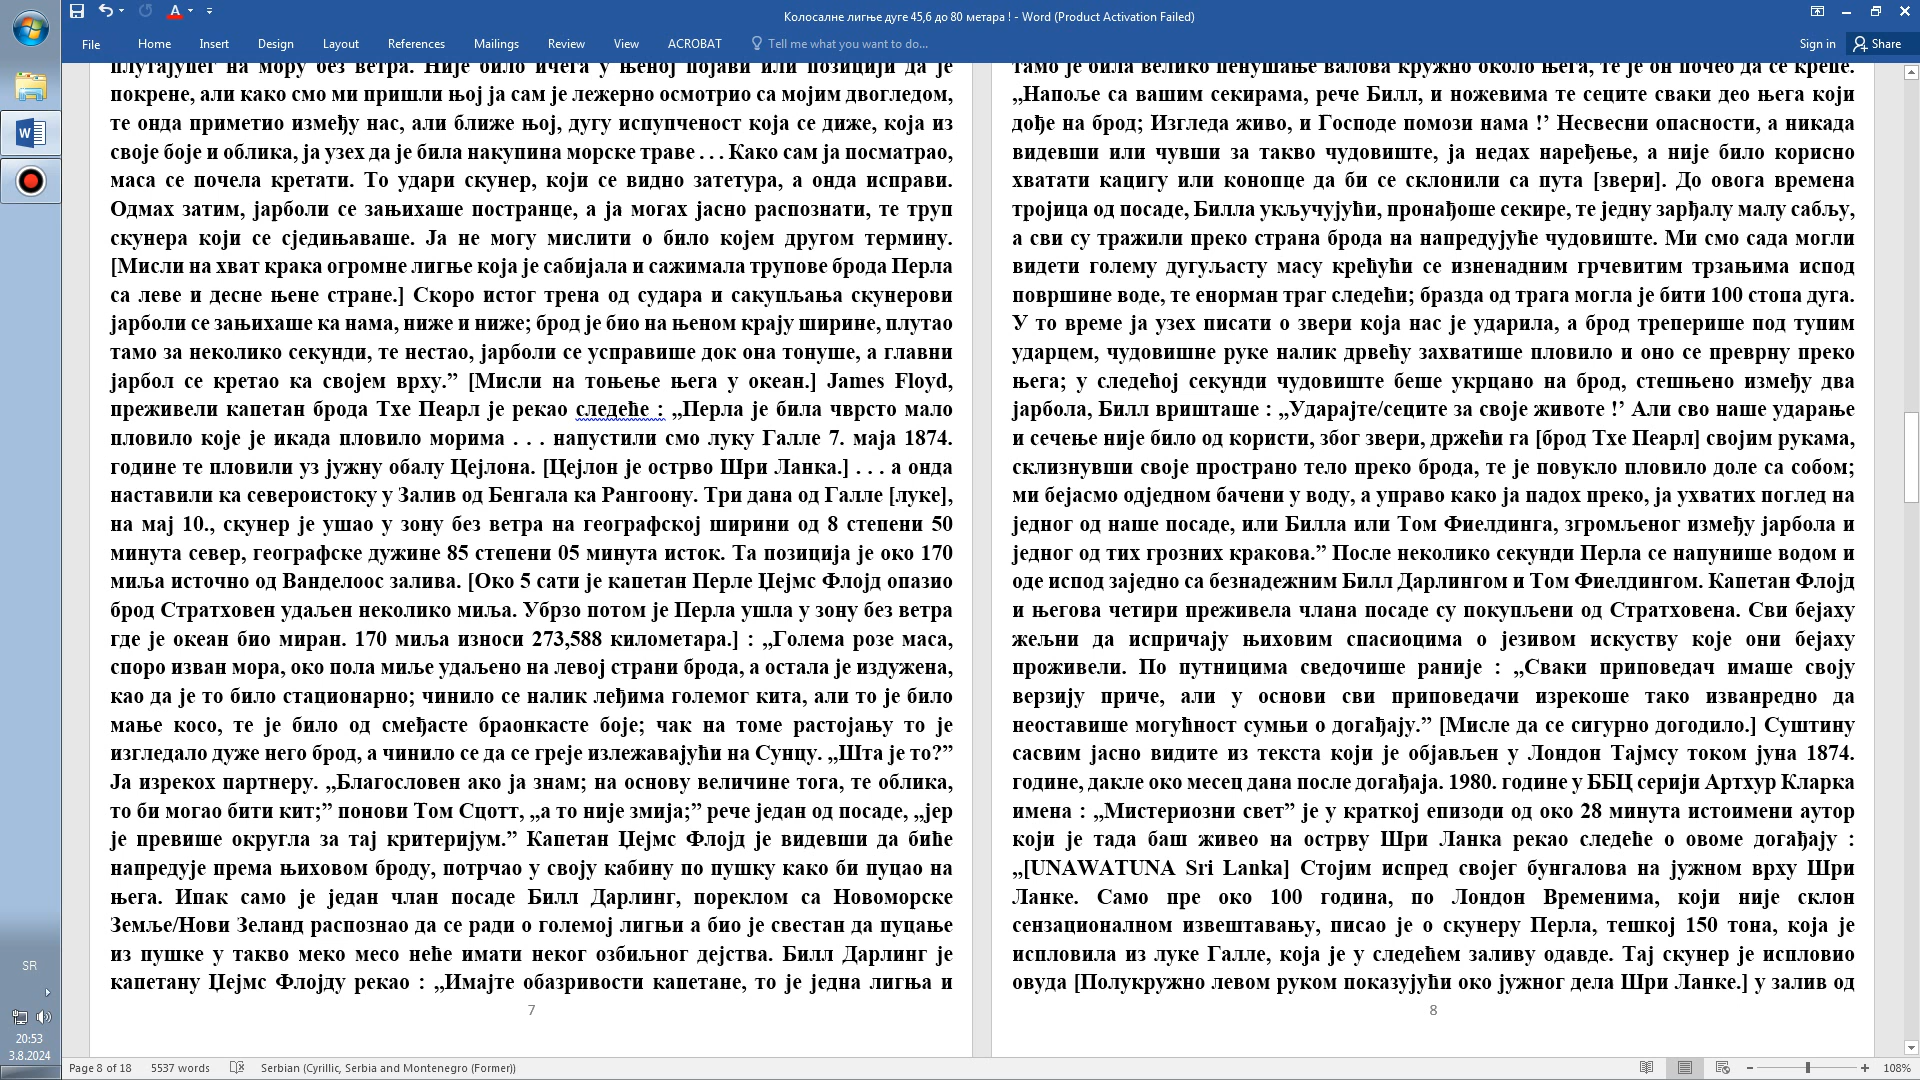 Колосалне лигње дуге 45,6 до 80 метара ! - Word (Product Activation Failed)
File Home Insert Design Layout References Mailings Review View ACROBAT Tell me what you want to do... Sign in Share
плутајућег на мору без ветра. Није било ичега у њеној појави или позицији да је
покрене, али како смо ми пришли њој ја сам је лежерно осмотрио са мојим двогледом,
те онда приметио између нас, али ближе њој, дугу испупченост која се диже, која из
своје боје и облика, ја узех да је била накупина морске траве . . . Како сам ја посматрао,
маса се почела кретати. То удари скунер, који се видно затетура, а онда исправи.
Одмах затим, јарболи се зањихаше постранце, а ја могах јасно распознати, те труп
скунера који се сједињаваше. Ја не могу мислити о било којем другом термину.
[Мисли на хват крака огромне лигње која је сабијала и сажимала трупове брода Перла
са леве и десне њене стране.] Скоро истог трена од судара и сакупљања скунерови
јарболи се зањихаше ка нама, ниже и ниже; брод је био на њеном крају ширине, плутао
тамо за неколико секунди, те нестао, јарболи се усправише док она тонуше, а главни
јарбол се кретао ка својем врху.” [Мисли на тоњење њега у океан.] James Floyd,
преживели капетан брода Тхе Пеарл је рекао следеће : „Перла је била чврсто мало
пловило које је икада пловило морима . . . напустили смо луку Галле 7. маја 1874.
године те пловили уз јужну обалу Цејлона. [Цејлон је острво Шри Ланка.] . . . а онда
наставили ка североистоку у Залив од Бенгала ка Рангоону. Три дана од Галле [луке],
на мај 10., скунер је ушао у зону без ветра на географској ширини од 8 степени 50
минута север, географске дужине 85 степени 05 минута исток. Та позиција је око 170
миља источно од Ванделоос залива. [Око 5 сати је капетан Перле Џејмс Флојд опазио
брод Стратховен удаљен неколико миља. Убрзо потом је Перла ушла у зону без ветра
где је океан био миран. 170 миља износи 273,588 километара.] : „Голема розе маса,
споро изван мора, око пола миље удаљено на левој страни брода, а остала је издужена,
као да је то било стационарно; чинило се налик леђима големог кита, али то је било
мање косо, те је било од смеђасте браонкасте боје; чак на томе растојању то је
изгледало дуже него брод, а чинило се да се греје излежавајући на Сунцу. „Шта је то?”
Ја изрекох партнеру. „Благословен ако ја знам; на основу величине тога, те облика,
то би могао бити кит;” понови Том Сцотт, „а то није змија;” рече један од посаде, „јер
је превише округла за тај критеријум.” Капетан Џејмс Флојд је видевши да биће
напредује према њиховом броду, потрчао у своју кабину по пушку како би пуцао на
њега. Ипак само је један члан посаде Билл Дарлинг, пореклом са Новоморске
Земље/Нови Зеланд распознао да се ради о големој лигњи а био је свестан да пуцање
из пушке у такво меко месо неће имати неког озбиљног дејства. Билл Дарлинг је
капетану Џејмс Флојду рекао : „Имајте обазривости капетане, то је једна лигња и
7
тамо је била велико пенушање валова кружно около њега, те је он почео да се креће.
„Напоље са вашим секирама, рече Билл, и ножевима те сеците сваки део њега који
дође на брод; Изгледа живо, и Господе помози нама !’ Несвесни опасности, а никада
видевши или чувши за такво чудовиште, ја недах наређење, а није било корисно
хватати кацигу или конопце да би се склонили са пута [звери]. До овога времена
тројица од посаде, Билла укључујући, пронађоше секире, те једну зарђалу малу сабљу,
а сви су тражили преко страна брода на напредујуће чудовиште. Ми смо сада могли
видети голему дугуљасту масу крећући се изненадним грчевитим трзањима испод
површине воде, те енорман траг следећи; бразда од трага могла је бити 100 стопа дуга.
У то време ја узех писати о звери која нас је ударила, а брод треперише под тупим
ударцем, чудовишне руке налик дрвећу захватише пловило и оно се преврну преко
њега; у следећој секунди чудовиште беше укрцано на брод, стешњено између два
јарбола, Билл вришташе : „Ударајте/сеците за своје животе !’ Али сво наше ударање
и сечење није било од користи, због звери, држећи га [брод Тхе Пеарл] својим рукама,
склизнувши своје пространо тело преко брода, те је повукло пловило доле са собом;
ми бејасмо одједном бачени у воду, а управо како ја падох преко, ја ухватих поглед на
једног од наше посаде, или Билла или Том Фиелдинга, згромљеног између јарбола и
једног од тих грозних кракова.” После неколико секунди Перла се напунише водом и
оде испод заједно са безнадежним Билл Дарлингом и Том Фиелдингом. Капетан Флојд
и његова четири преживела члана посаде су покупљени од Стратховена. Сви бејаху
жељни да испричају њиховим спасиоцима о језивом искуству које они бејаху
проживели. По путницима сведочише раније : „Сваки приповедач имаше своју
верзију приче, али у основи сви приповедачи изрекоше тако изванредно да
неоставише могућност сумњи о догађају.” [Мисле да се сигурно догодило.] Суштину
сасвим јасно видите из текста који је објављен у Лондон Тајмсу током јуна 1874.
године, дакле око месец дана после догађаја. 1980. године у ББЦ серији Артхур Кларка
имена : „Мистериозни свет” је у краткој епизоди од око 28 минута истоимени аутор
који је тада баш живео на острву Шри Ланка рекао следеће о овоме догађају :
„[UNAWATUNA Sri Lanka] Стојим испред својег бунгалова на јужном врху Шри
Ланке. Само пре око 100 година, по Лондон Временима, који није склон
сензационалном извештавању, писао је о скунеру Перла, тешкој 150 тона, која је
испловила из луке Галле, која је у следећем заливу одавде. Тај скунер је испловио
овуда [Полукружно левом руком показујући око јужног дела Шри Ланке.] у залив од
8
SR
20:53
3.8.2024
Page 8 of 18 5537 words Serbian (Cyrillic, Serbia and Montenegro (Former)) 108%